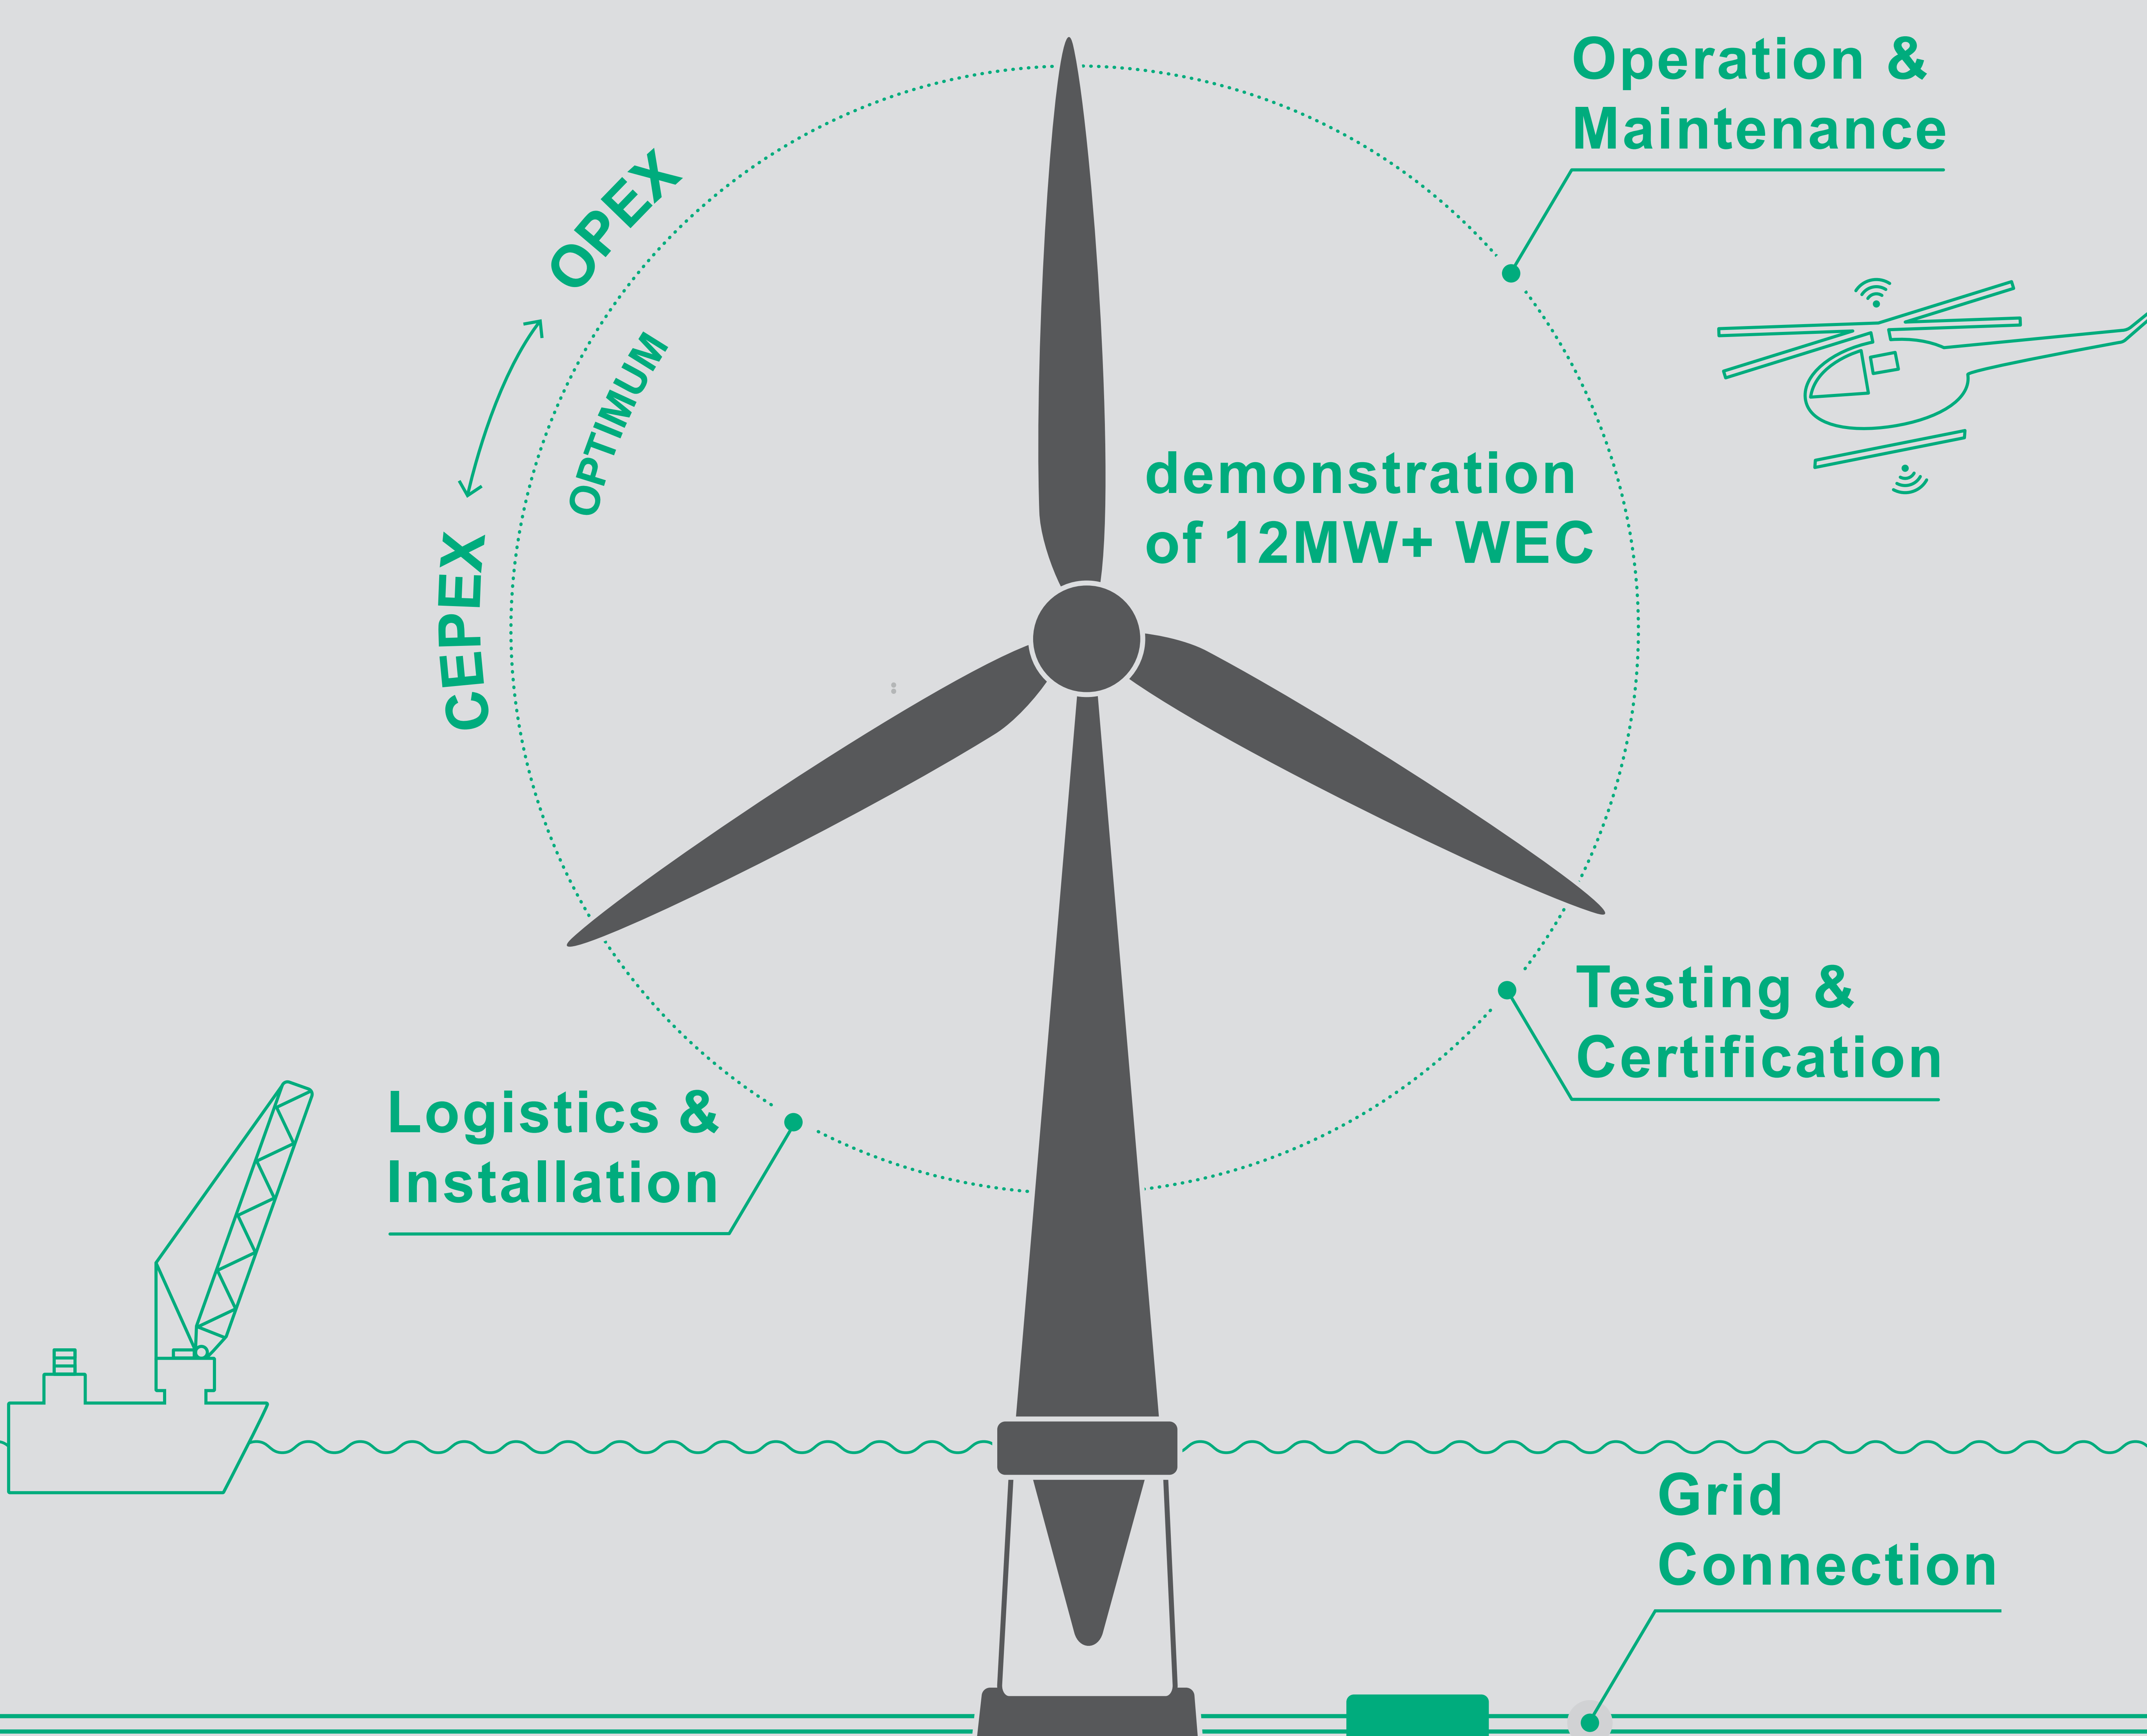 Operation &
Maintenance
OPEX
OPTIMUM
CEPEX
demonstration
of 12MW+ WEC
Testing &
Certification
Logistics &
Installation
Grid
Connection